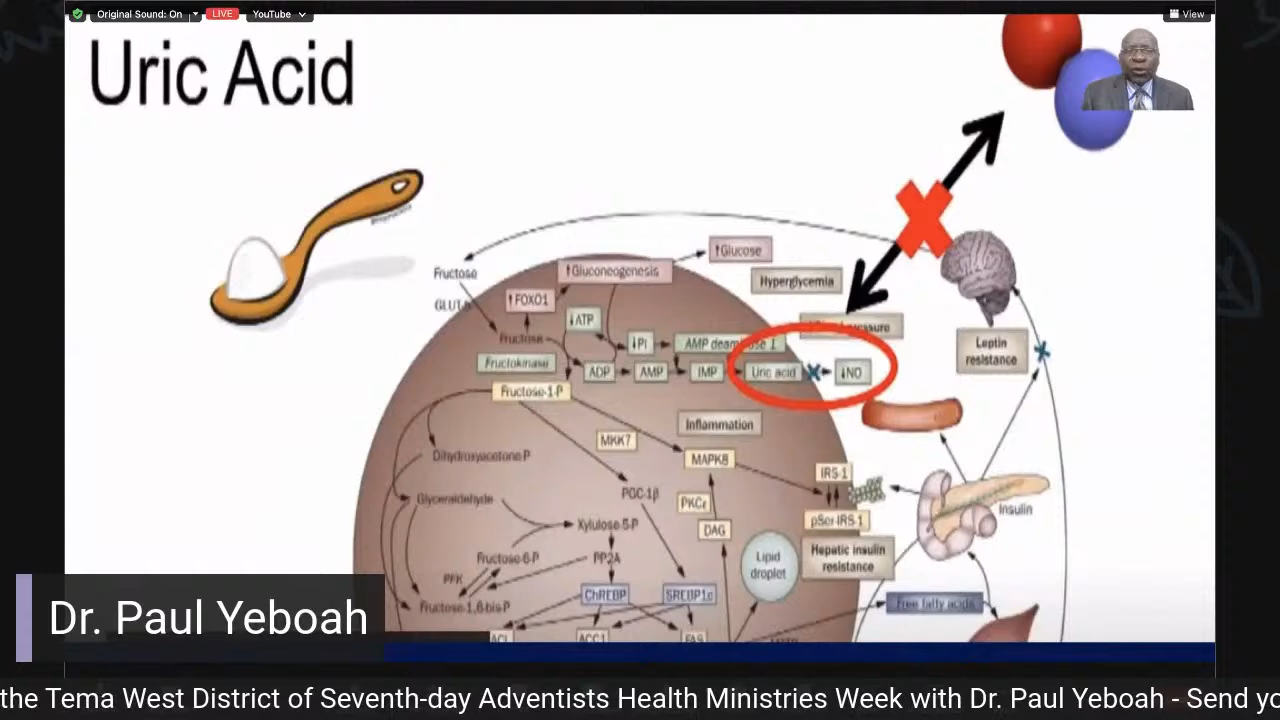 Original Sound: On
LIVE
YouTube
View
Uric Acid
Fructose
↑Gluconeogenesis
↑Glucose
Hyperglycemia
↑FOXO1
↓ATP
Fructose
↓Pi
AMP deaminase 1
Leptin
resistance
Fructokinase
ADP
AMP
IMP
Uric acid
↓NO
Fructose-1-P
Inflammation
MKK7
Dihydroxyacetone-P
MAPK8
IRS-1
Glyceraldehyde
PGC-1β
PKCε
Insulin
Xylulose-5-P
DAG
pSer-IRS-1
Fructose-6-P
PP2A
Lipid
droplet
Hepatic insulin
resistance
PFK
ChREBP
SREBP1c
Fructose-1,6-bis-P
Free fatty acids
ACL
ACC1
FAS
Dr. Paul Yeboah
the Tema West District of Seventh-day Adventists Health Ministries Week with Dr. Paul Yeboah - Send yo